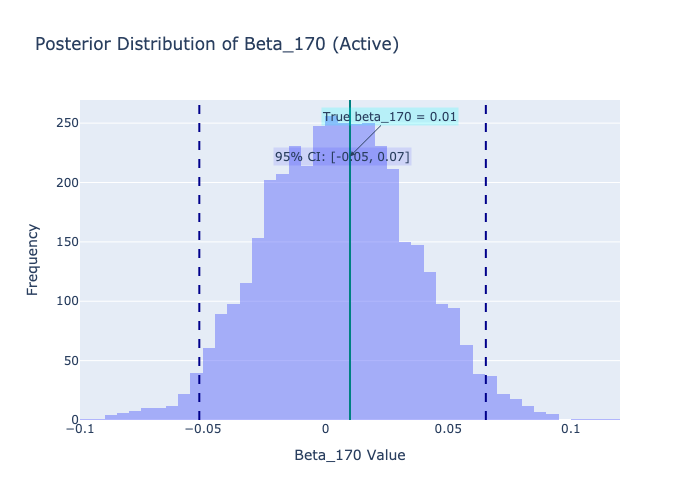 Posterior Distribution of Beta_170 (Active)
True beta_170 = 0.01
95% CI: [-0.05, 0.07]
Frequency
250
200
150
100
50
0
−0.1
−0.05
0
0.05
0.1
Beta_170 Value